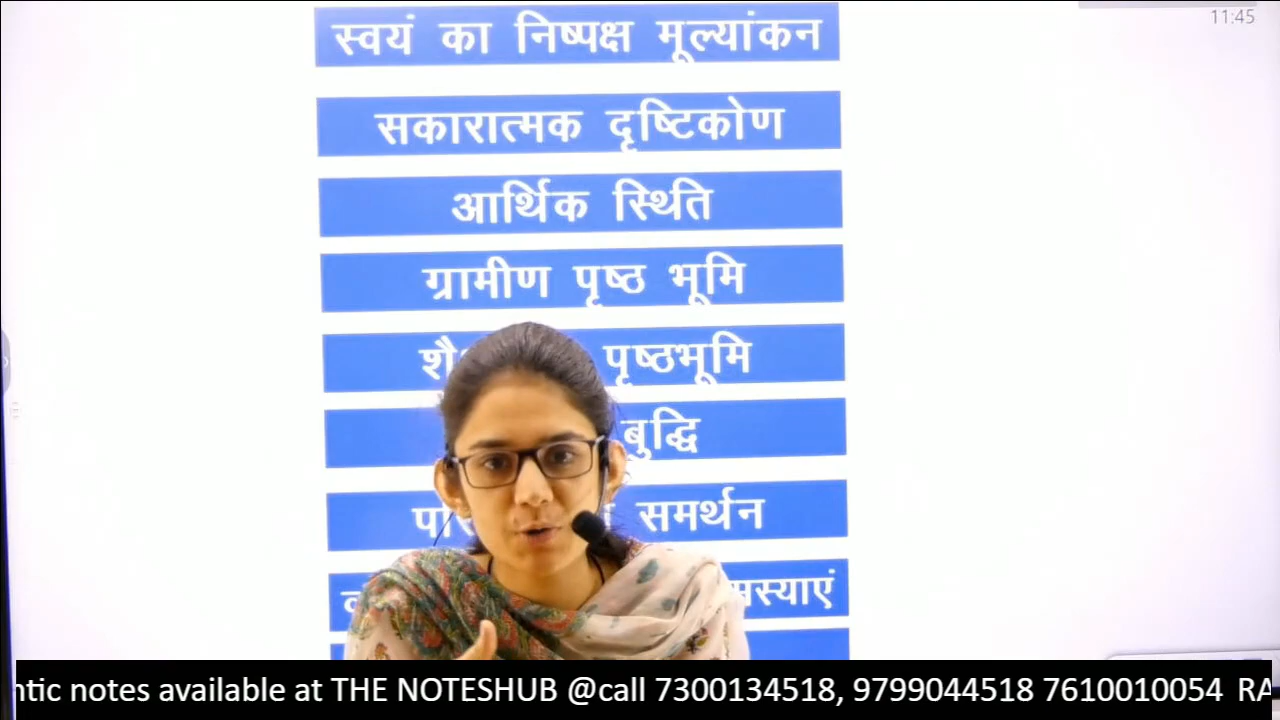 11:45
स्वयं का निष्पक्ष मूल्यांकन
सकारात्मक दृष्टिकोण
आर्थिक स्थिति
ग्रामीण पृष्ठ भूमि
पृष्ठभूमि
बुद्धि
समर्थन
notes available at THE NOTESHUB @call 7300134518, 9799044518 7610010054